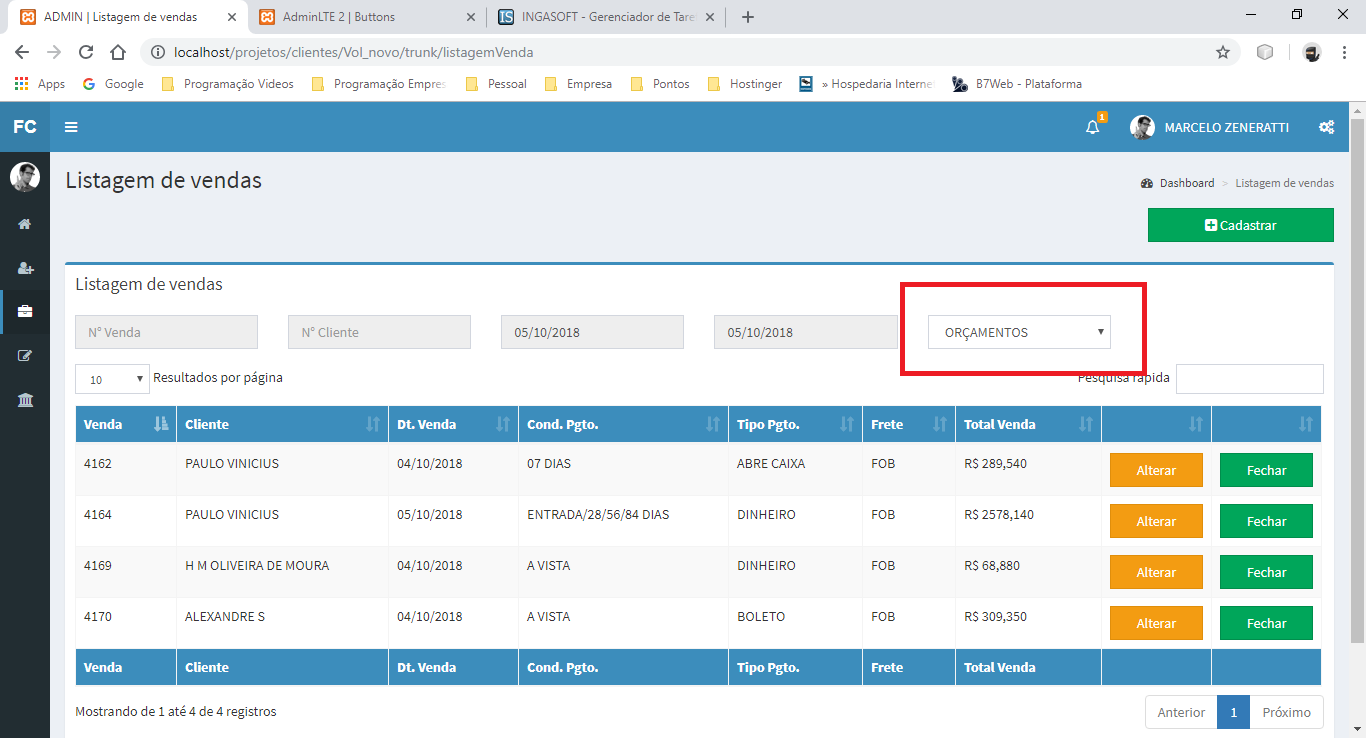 ADMIN | Listagem de vendas
AdminLTE 2 | Buttons
INGASOFT - Gerenciador de Taref
localhost/projetos/clientes/Vol_novo/trunk/listagemVenda
Apps Google Programação Videos Programação Empres Pessoal Empresa Pontos Hostinger » Hospedaria Interne B7Web - Plataforma
FC 1 MARCELO ZENERATTI
Listagem de vendas
Dashboard > Listagem de vendas
Cadastrar
Listagem de vendas
N° Venda N° Cliente 05/10/2018 05/10/2018 ORÇAMENTOS
10 Resultados por página Pesquisa rápida
Venda Cliente Dt. Venda Cond. Pgto. Tipo Pgto. Frete Total Venda
4162 PAULO VINICIUS 04/10/2018 07 DIAS ABRE CAIXA FOB R$ 289,540 Alterar Fechar
4164 PAULO VINICIUS 05/10/2018 ENTRADA/28/56/84 DIAS DINHEIRO FOB R$ 2578,140 Alterar Fechar
4169 H M OLIVEIRA DE MOURA 04/10/2018 A VISTA DINHEIRO FOB R$ 68,880 Alterar Fechar
4170 ALEXANDRE S 04/10/2018 A VISTA BOLETO FOB R$ 309,350 Alterar Fechar
Venda Cliente Dt. Venda Cond. Pgto. Tipo Pgto. Frete Total Venda
Mostrando de 1 até 4 de 4 registros Anterior 1 Próximo